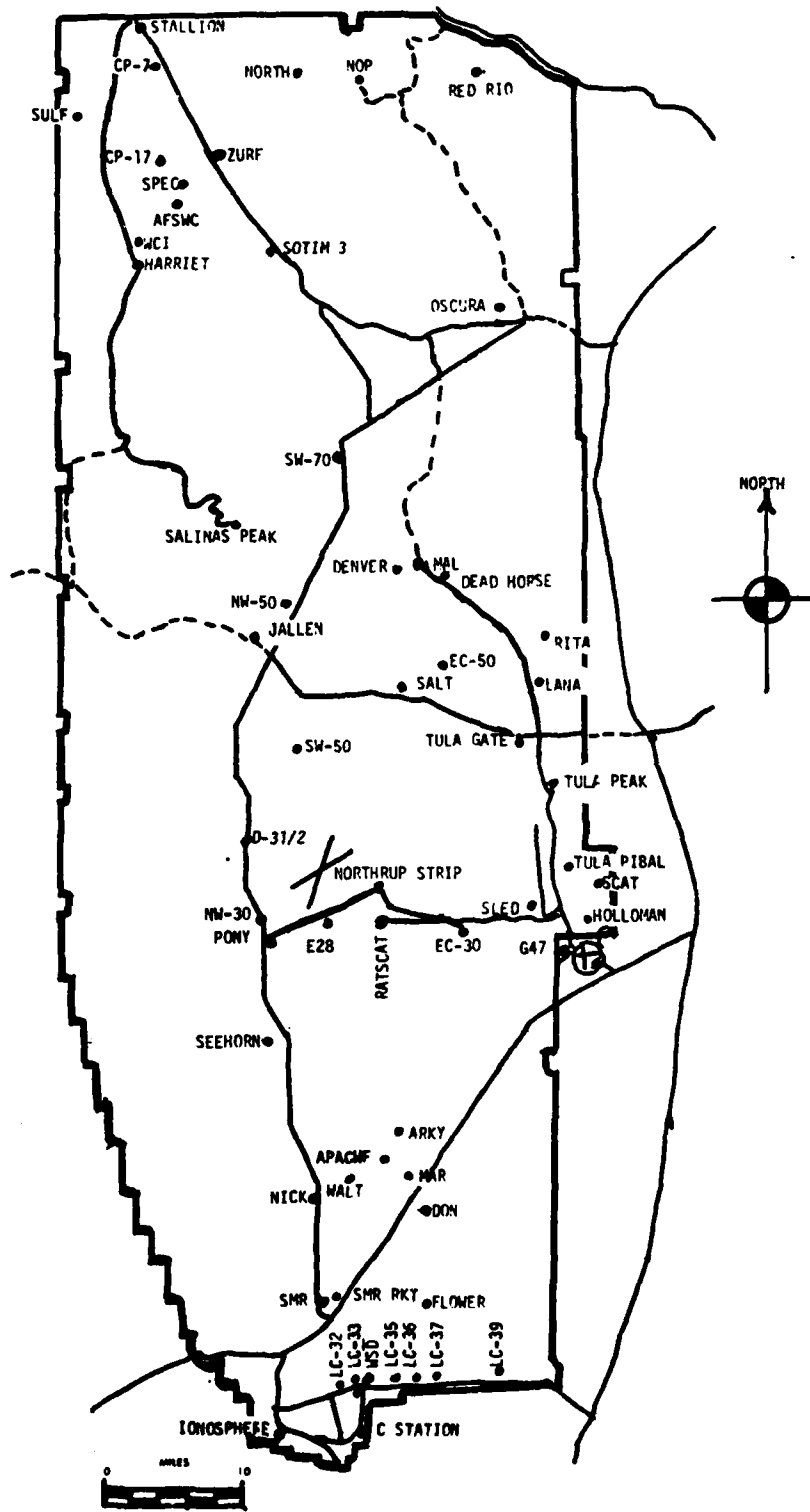 STALLION
CP-7
NORTH
NOP
RED RIO
SULF
CP-17
ZURF
SPEC
AFSWC
WCI
HARRIET
SOTIM 3
OSCURA
SW-70
SALINAS PEAK
NORTH
DENVER
MAL
DEAD HORSE
NW-50
JALLEN
RITA
EC-50
SALT
LANA
SW-50
TULA GATE
TULA PEAK
D-31/2
TULA PIBAL
NORTHRUP STRIP
SCAT
SLED
NW-30
HOLLOMAN
PONY
E28
RATSCAT
EC-30
G47
SEEHORN
ARKY
APACHE
MAR
WALT
NICK
DON
SMR
SMR RKY
FLOWER
LC-32
LC-33
WSD
LC-35
LC-36
LC-37
LC-39
IONOSPHERE
C STATION
MILES
0 10